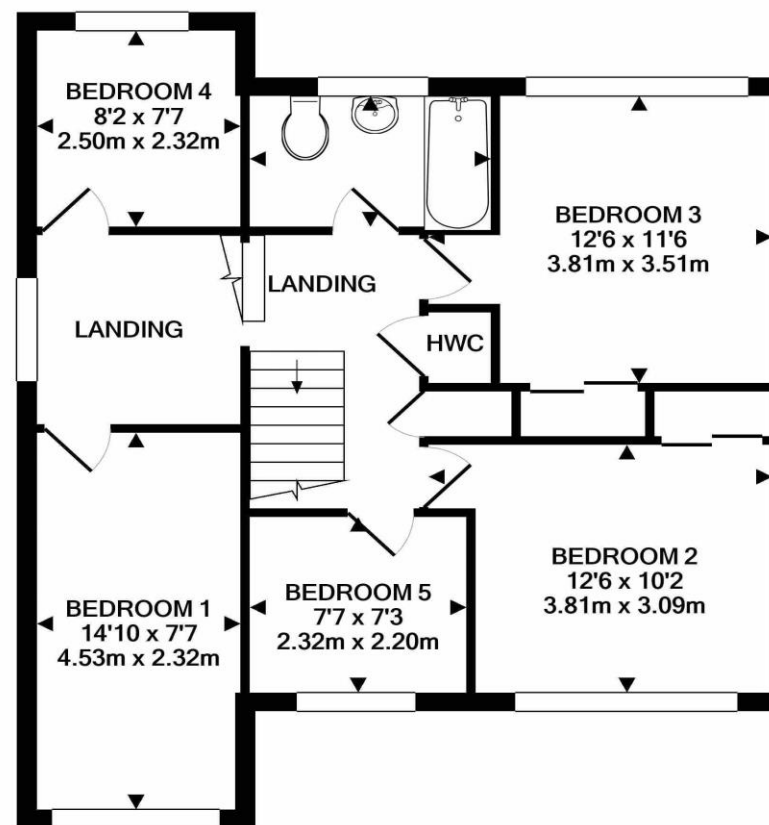 BEDROOM 4
8'2 x 7'7
2.50m x 2.32m
BEDROOM 3
12'6 x 11'6
3.81m x 3.51m
LANDING
LANDING
HWC
BEDROOM 1
14'10 x 7'7
4.53m x 2.32m
BEDROOM 5
7'7 x 7'3
2.32m x 2.20m
BEDROOM 2
12'6 x 10'2
3.81m x 3.09m